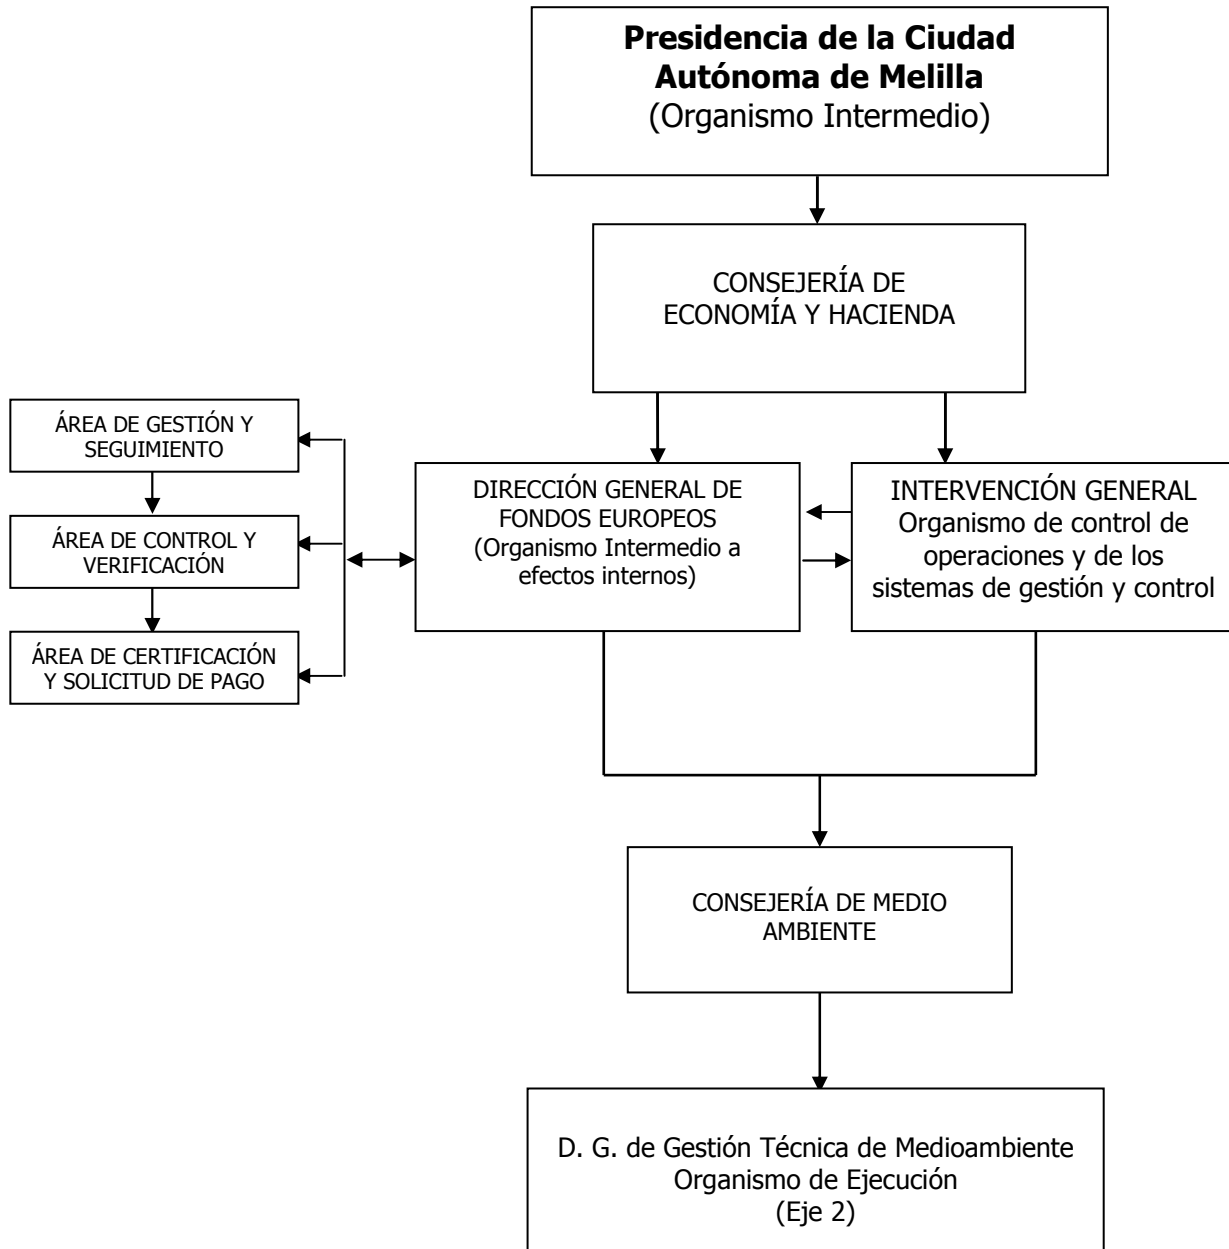 Presidencia de la Ciudad
Autónoma de Melilla
(Organismo Intermedio)
CONSEJERÍA DE
ECONOMÍA Y HACIENDA
ÁREA DE GESTIÓN Y
SEGUIMIENTO
ÁREA DE CONTROL Y
VERIFICACIÓN
ÁREA DE CERTIFICACIÓN
Y SOLICITUD DE PAGO
DIRECCIÓN GENERAL DE
FONDOS EUROPEOS
(Organismo Intermedio a
efectos internos)
INTERVENCIÓN GENERAL
Organismo de control de
operaciones y de los
sistemas de gestión y control
CONSEJERÍA DE MEDIO
AMBIENTE
D. G. de Gestión Técnica de Medioambiente
Organismo de Ejecución
(Eje 2)